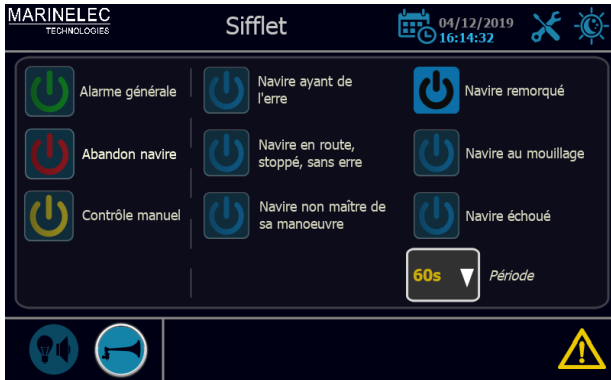 MARINELEC
TECHNOLOGIES
Sifflet
04/12/2019
16:14:32
Alarme générale
Navire ayant de
l'erre
Navire remorqué
Abandon navire
Navire en route,
stoppé, sans erre
Navire au mouillage
Contrôle manuel
Navire non maître de
sa manoeuvre
Navire échoué
60s
Période